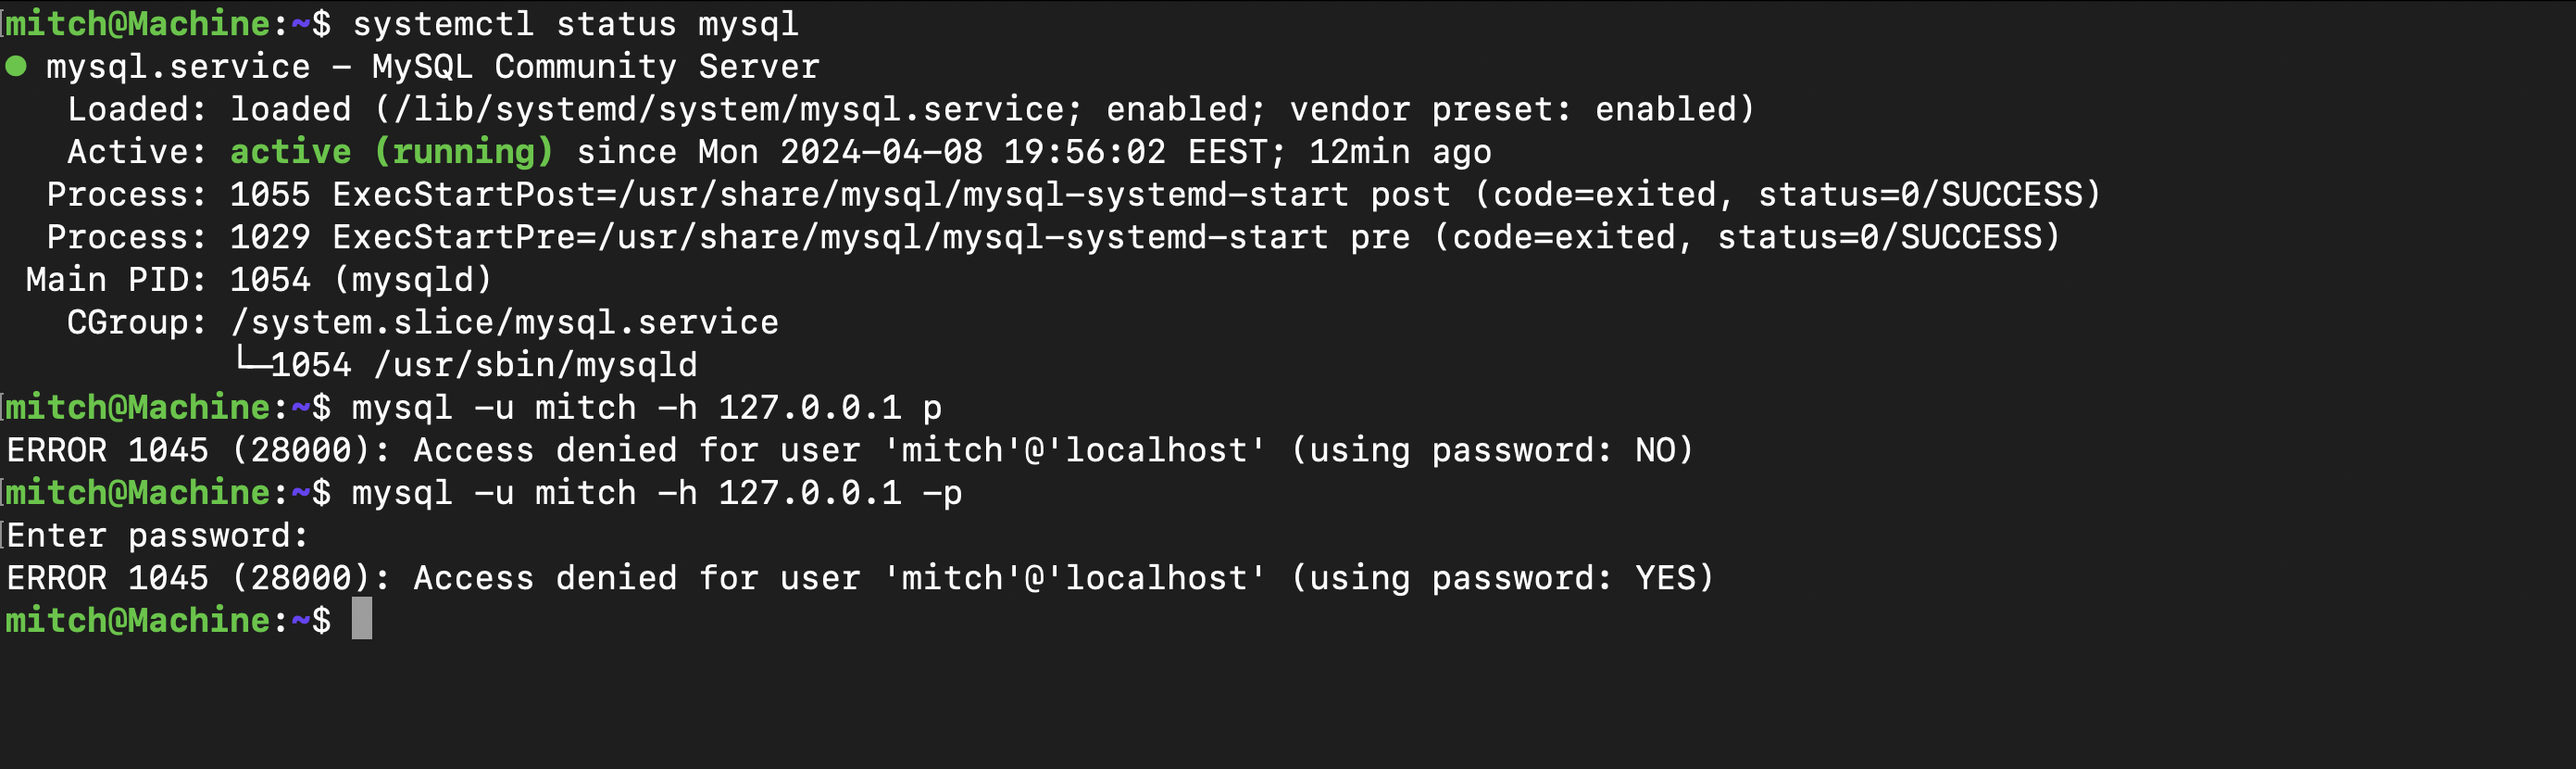 mitch@Machine:~$ systemctl status mysql
● mysql.service - MySQL Community Server
   Loaded: loaded (/lib/systemd/system/mysql.service; enabled; vendor preset: enabled)
   Active: active (running) since Mon 2024-04-08 19:56:02 EEST; 12min ago
  Process: 1055 ExecStartPost=/usr/share/mysql/mysql-systemd-start post (code=exited, status=0/SUCCESS)
  Process: 1029 ExecStartPre=/usr/share/mysql/mysql-systemd-start pre (code=exited, status=0/SUCCESS)
 Main PID: 1054 (mysqld)
   CGroup: /system.slice/mysql.service
           └─1054 /usr/sbin/mysqld
mitch@Machine:~$ mysql -u mitch -h 127.0.0.1 p
ERROR 1045 (28000): Access denied for user 'mitch'@'localhost' (using password: NO)
mitch@Machine:~$ mysql -u mitch -h 127.0.0.1 -p
Enter password:
ERROR 1045 (28000): Access denied for user 'mitch'@'localhost' (using password: YES)
mitch@Machine:~$